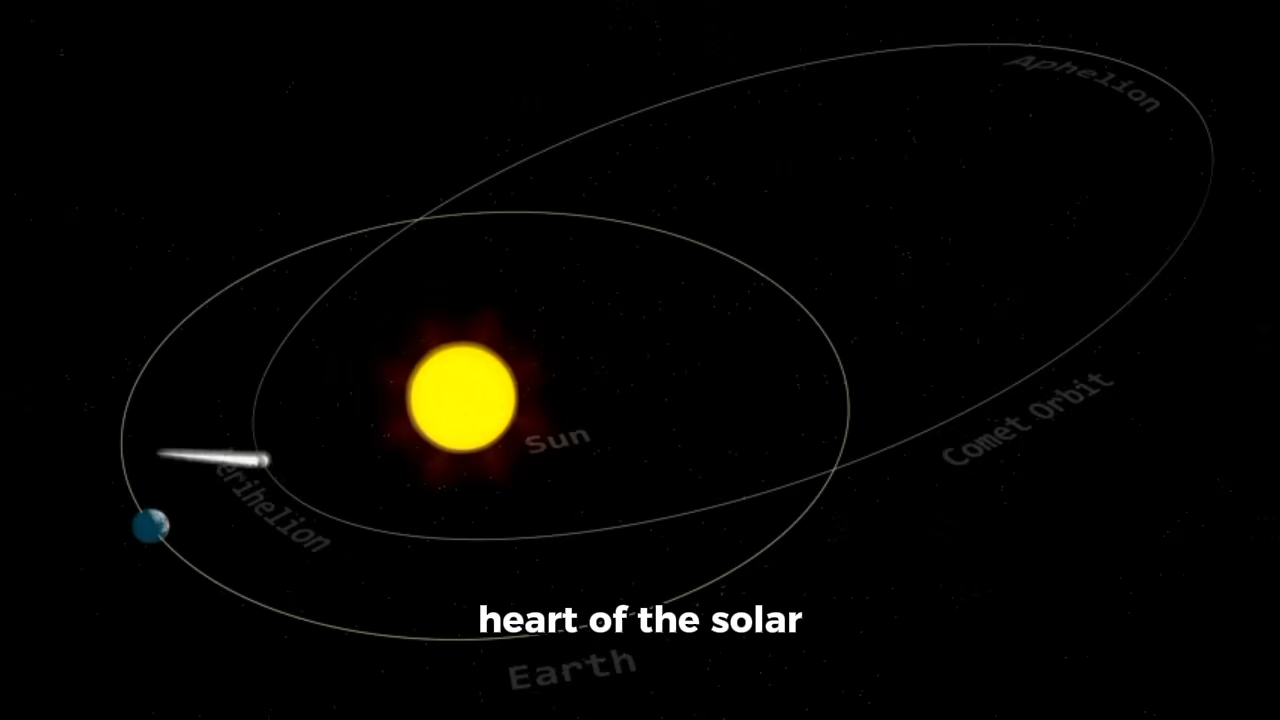 Aphelion
Comet Orbit
Sun
erihelion
heart of the solar
Earth